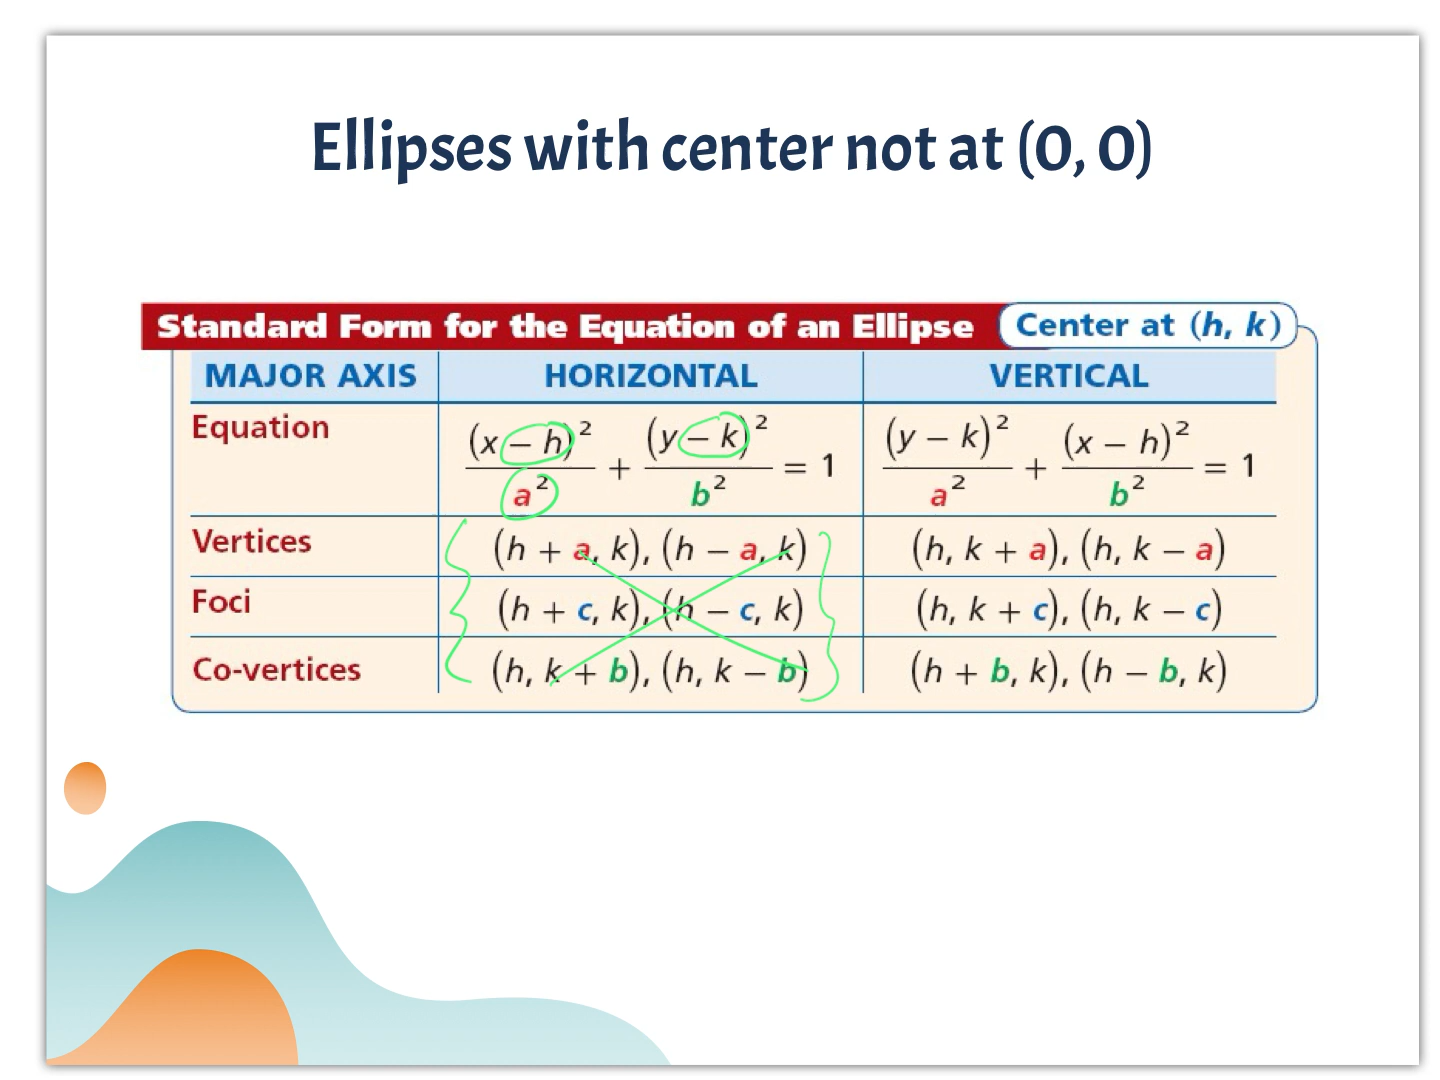 Ellipses with center not at (0, 0)
Standard Form for the Equation of an Ellipse Center at (h, k)
MAJOR AXIS HORIZONTAL VERTICAL
Equation (x − h)²/a² + (y − k)²/b² = 1 (y − k)²/a² + (x − h)²/b² = 1
Vertices (h + a, k), (h − a, k) (h, k + a), (h, k − a)
Foci (h + c, k), (h − c, k) (h, k + c), (h, k − c)
Co-vertices (h, k + b), (h, k − b) (h + b, k), (h − b, k)